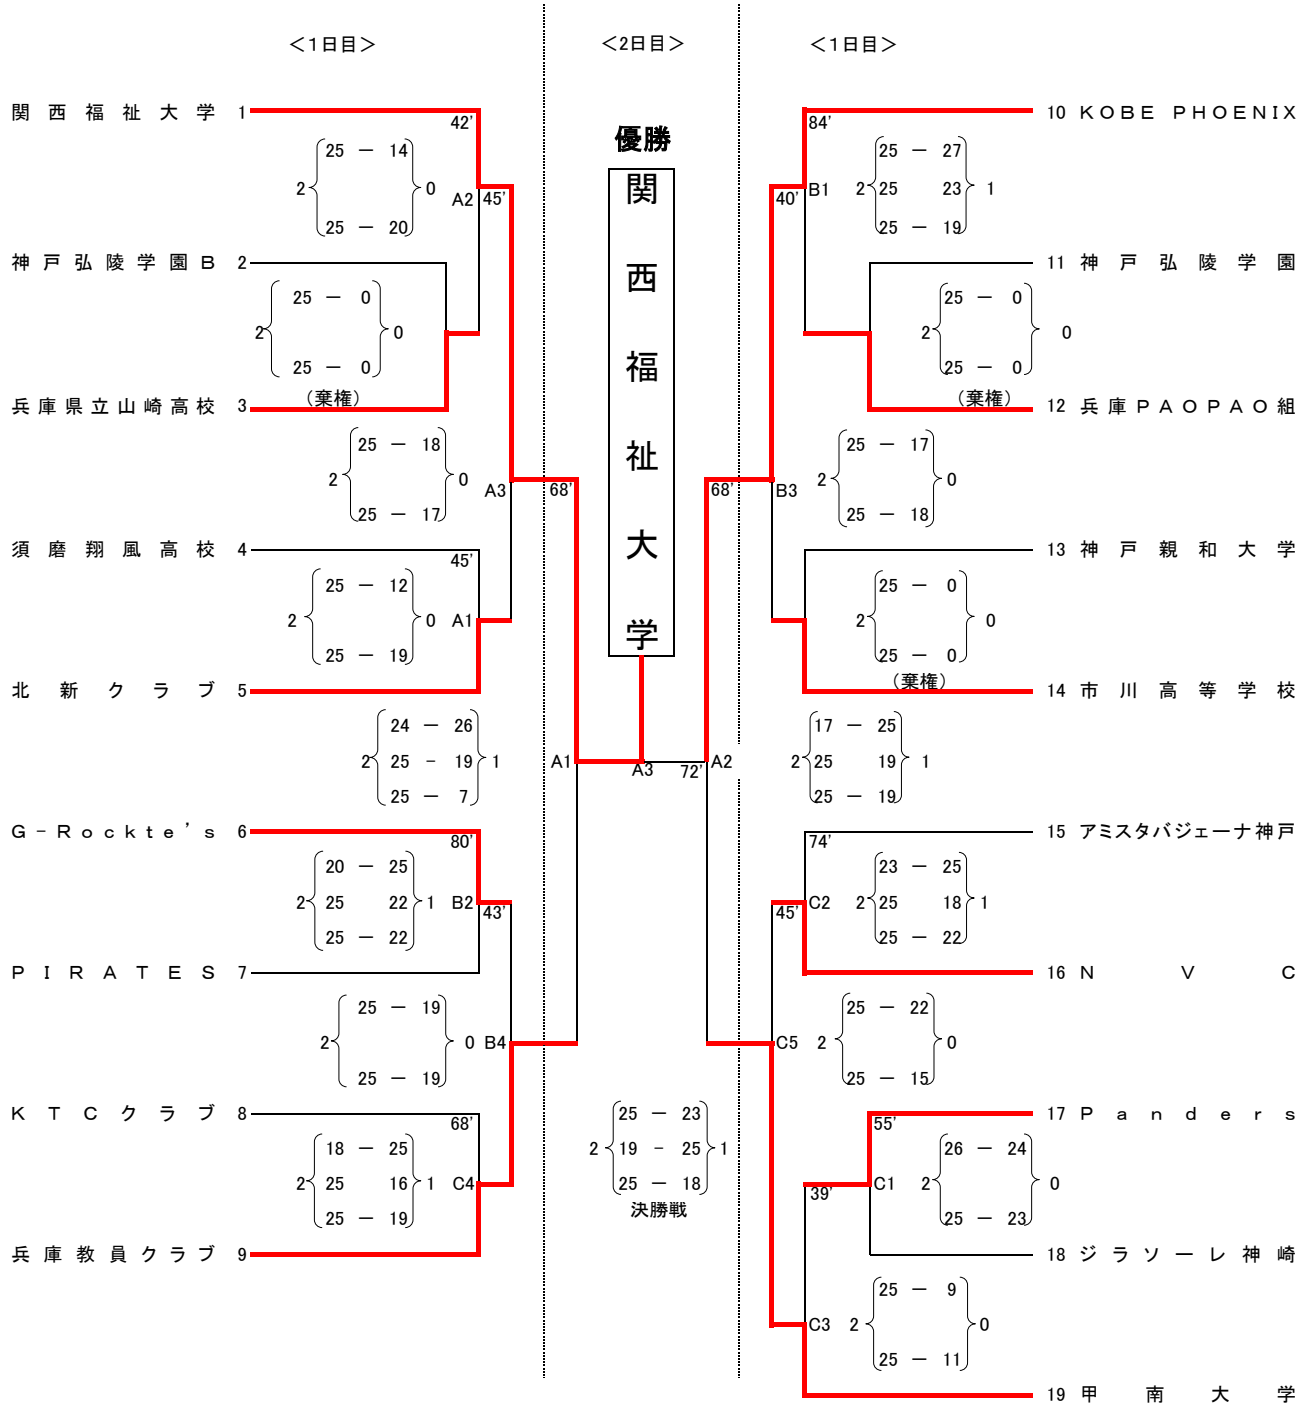 ＜1日目＞ ＜2日目＞ ＜1日目＞
関西福祉大学 1 42' 優勝 84' 10 KOBE PHOENIX
25 － 14 25 － 27
2 0 A2 45' 40' B1 2 25 23 1
25 － 20 25 － 19
神戸弘陵学園B 2 11 神戸弘陵学園
25 － 0 25 － 0
2 0 2 0
25 － 0 25 － 0
兵庫県立山崎高校 3 （棄権） （棄権） 12 兵庫PAOPAO組
25 － 18 25 － 17
2 0 A3 68' 68' B3 2 0
25 － 17 25 － 18
関西福祉大学
須磨翔風高校 4 45' 13 神戸親和大学
25 － 12 25 － 0
2 0 A1 2 0
25 － 19 25 － 0
（棄権）
北新クラブ 5 14 市川高等学校
24 － 26 17 － 25
2 25 - 19 1 A1 A3 72' A2 2 25 19 1
25 － 7 25 － 19
G-Rockte's 6 80' 74' 15 アミスタバジェーナ神戸
20 － 25 23 － 25
2 25 22 1 B2 43' 45' C2 2 25 18 1
25 － 22 25 － 22
PIRATES 7 16 NVC
25 － 19 25 － 22
2 0 B4 C5 2 0
25 － 19 25 － 15
KTCクラブ 8 68' 25 － 23 55' 17 Panders
18 － 25 2 19 - 25 1 26 － 24
2 25 16 1 C4 25 － 18 39' C1 2 0
25 － 19 決勝戦 25 － 23
兵庫教員クラブ 9 18 ジラソーレ神崎
25 － 9
C3 2 0
25 － 11
19 甲南大学